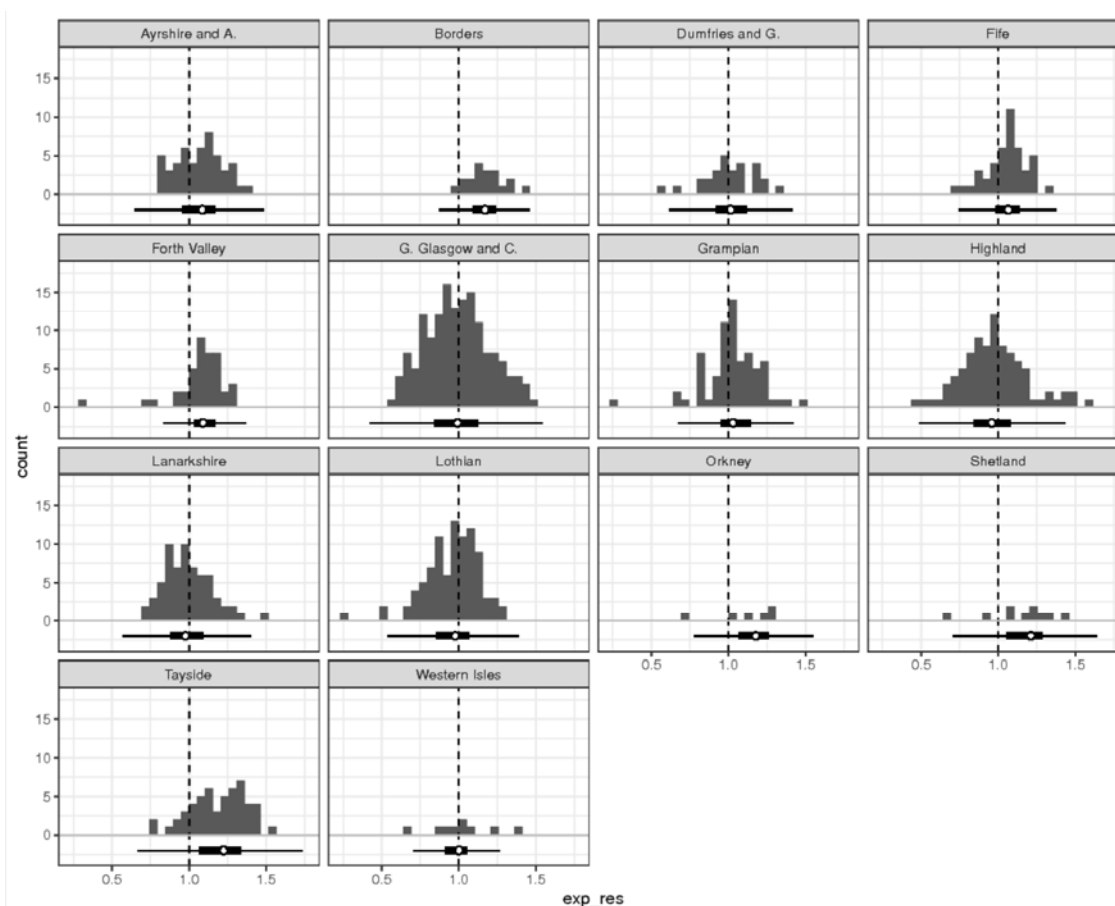 Ayrshire and A.
Borders
Dumfries and G.
Fife
15
10
5
0
Forth Valley
G. Glasgow and C.
Grampian
Highland
15
10
5
0
count
Lanarkshire
Lothian
Orkney
Shetland
15
10
5
0
0.5 1.0 1.5
0.5 1.0 1.5
Tayside
Western Isles
15
10
5
0
0.5 1.0 1.5
0.5 1.0 1.5
exp_res